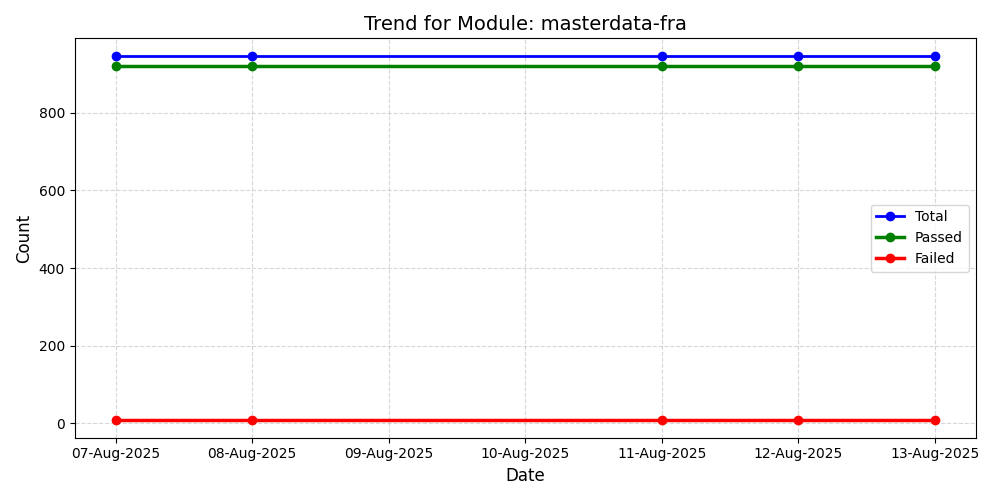 Trend for Module: masterdata-fra
Count
800
600
400
200
0
Total
Passed
Failed
07-Aug-2025 08-Aug-2025 09-Aug-2025 10-Aug-2025 11-Aug-2025 12-Aug-2025 13-Aug-2025
Date